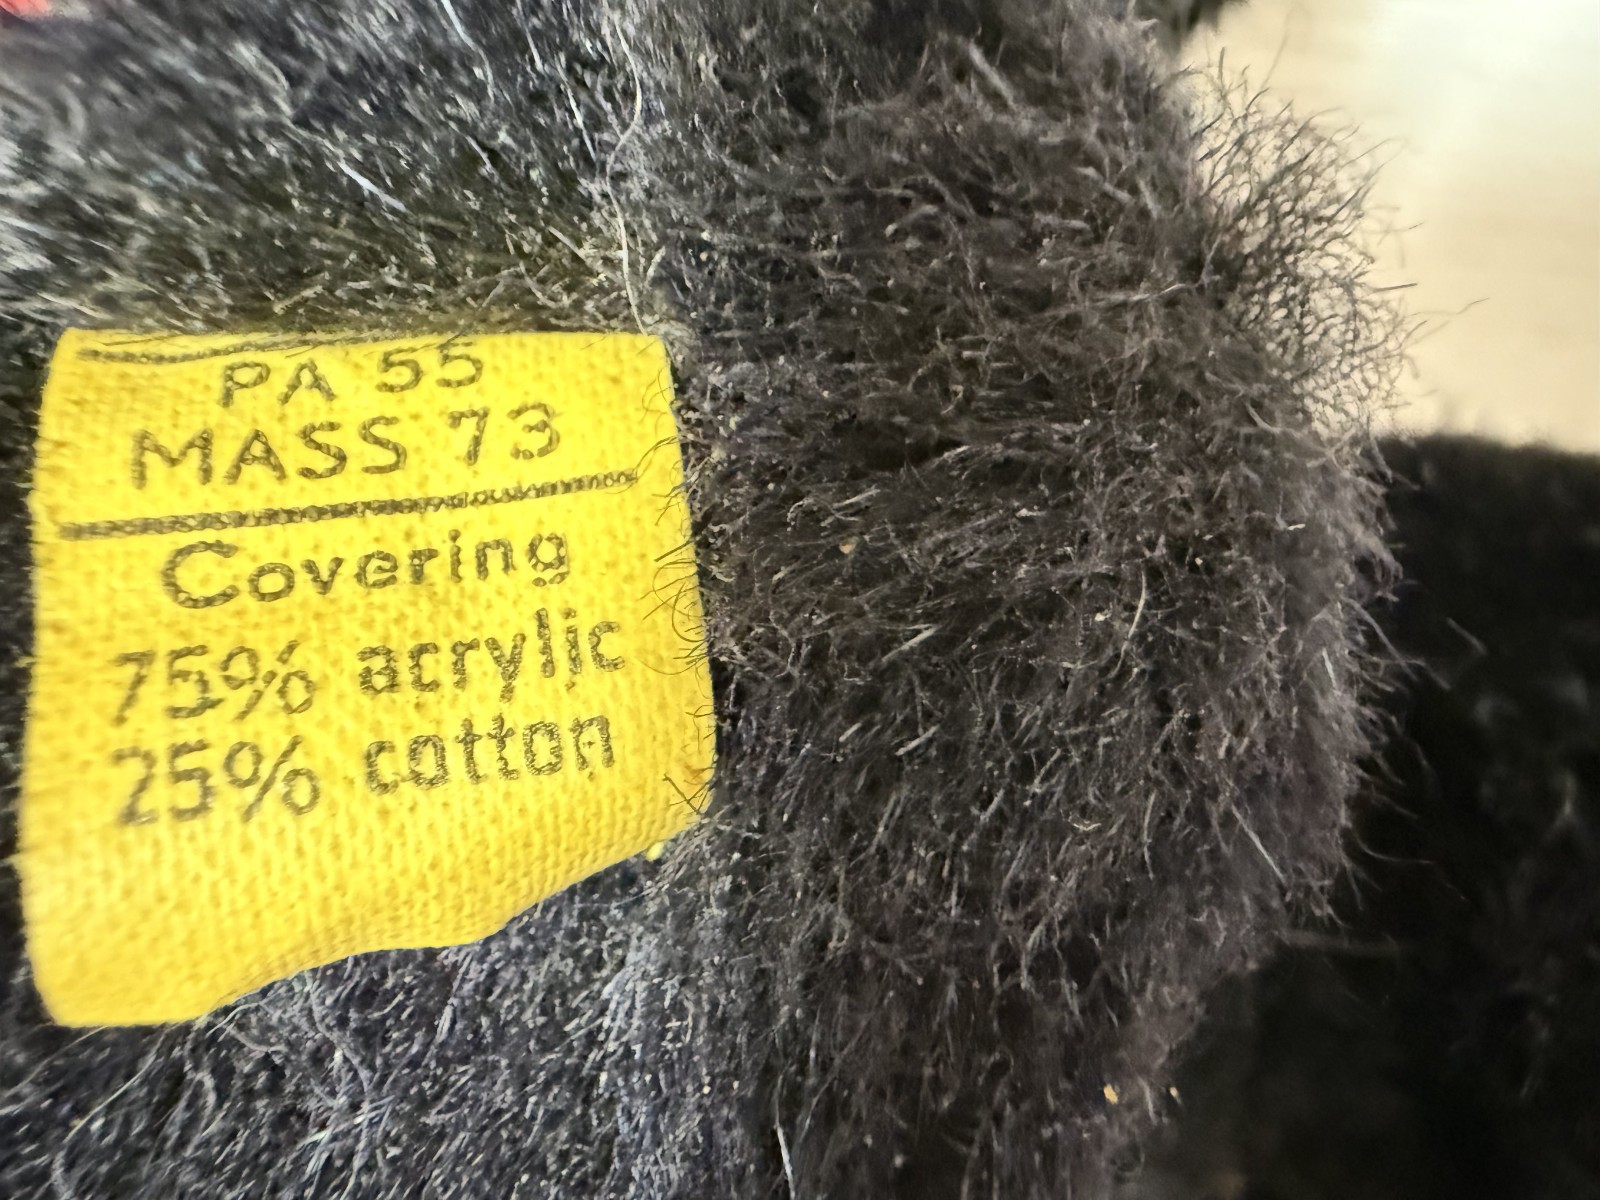 PA 55
MASS 73
Covering
75% acrylic
25% cotton